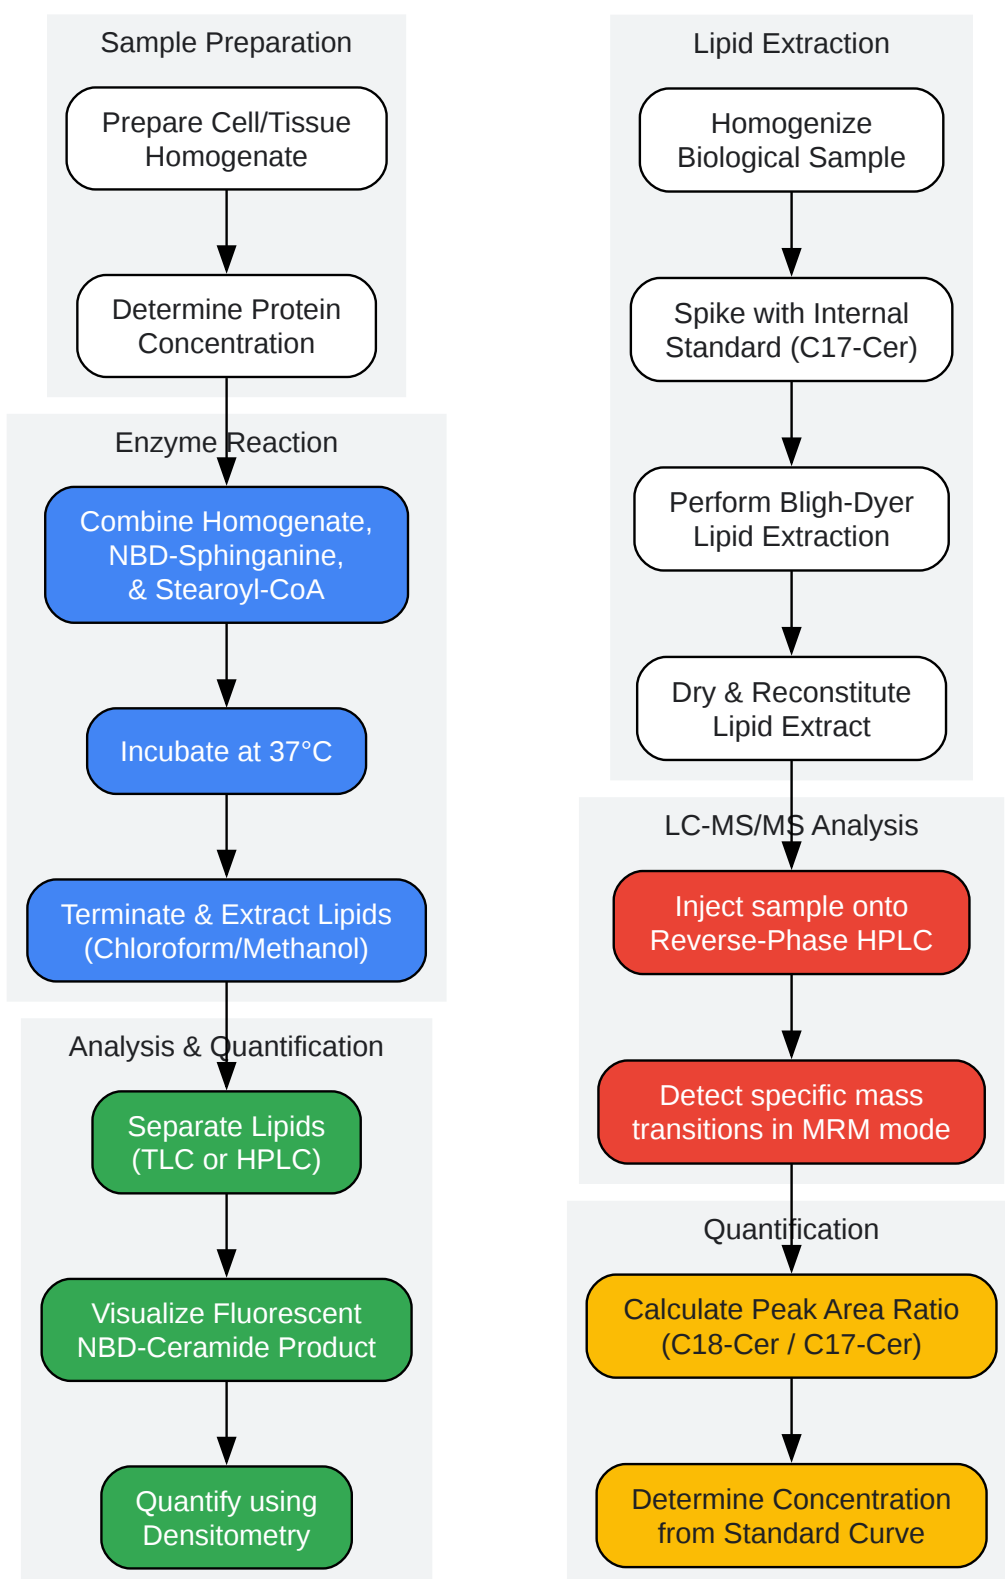 Sample Preparation
Prepare Cell/Tissue
Homogenate
Determine Protein
Concentration
Enzyme Reaction
Combine Homogenate,
NBD-Sphinganine,
& Stearoyl-CoA
Incubate at 37°C
Terminate & Extract Lipids
(Chloroform/Methanol)
Analysis & Quantification
Separate Lipids
(TLC or HPLC)
Visualize Fluorescent
NBD-Ceramide Product
Quantify using
Densitometry
Lipid Extraction
Homogenize
Biological Sample
Spike with Internal
Standard (C17-Cer)
Perform Bligh-Dyer
Lipid Extraction
Dry & Reconstitute
Lipid Extract
LC-MS/MS Analysis
Inject sample onto
Reverse-Phase HPLC
Detect specific mass
transitions in MRM mode
Quantification
Calculate Peak Area Ratio
(C18-Cer / C17-Cer)
Determine Concentration
from Standard Curve